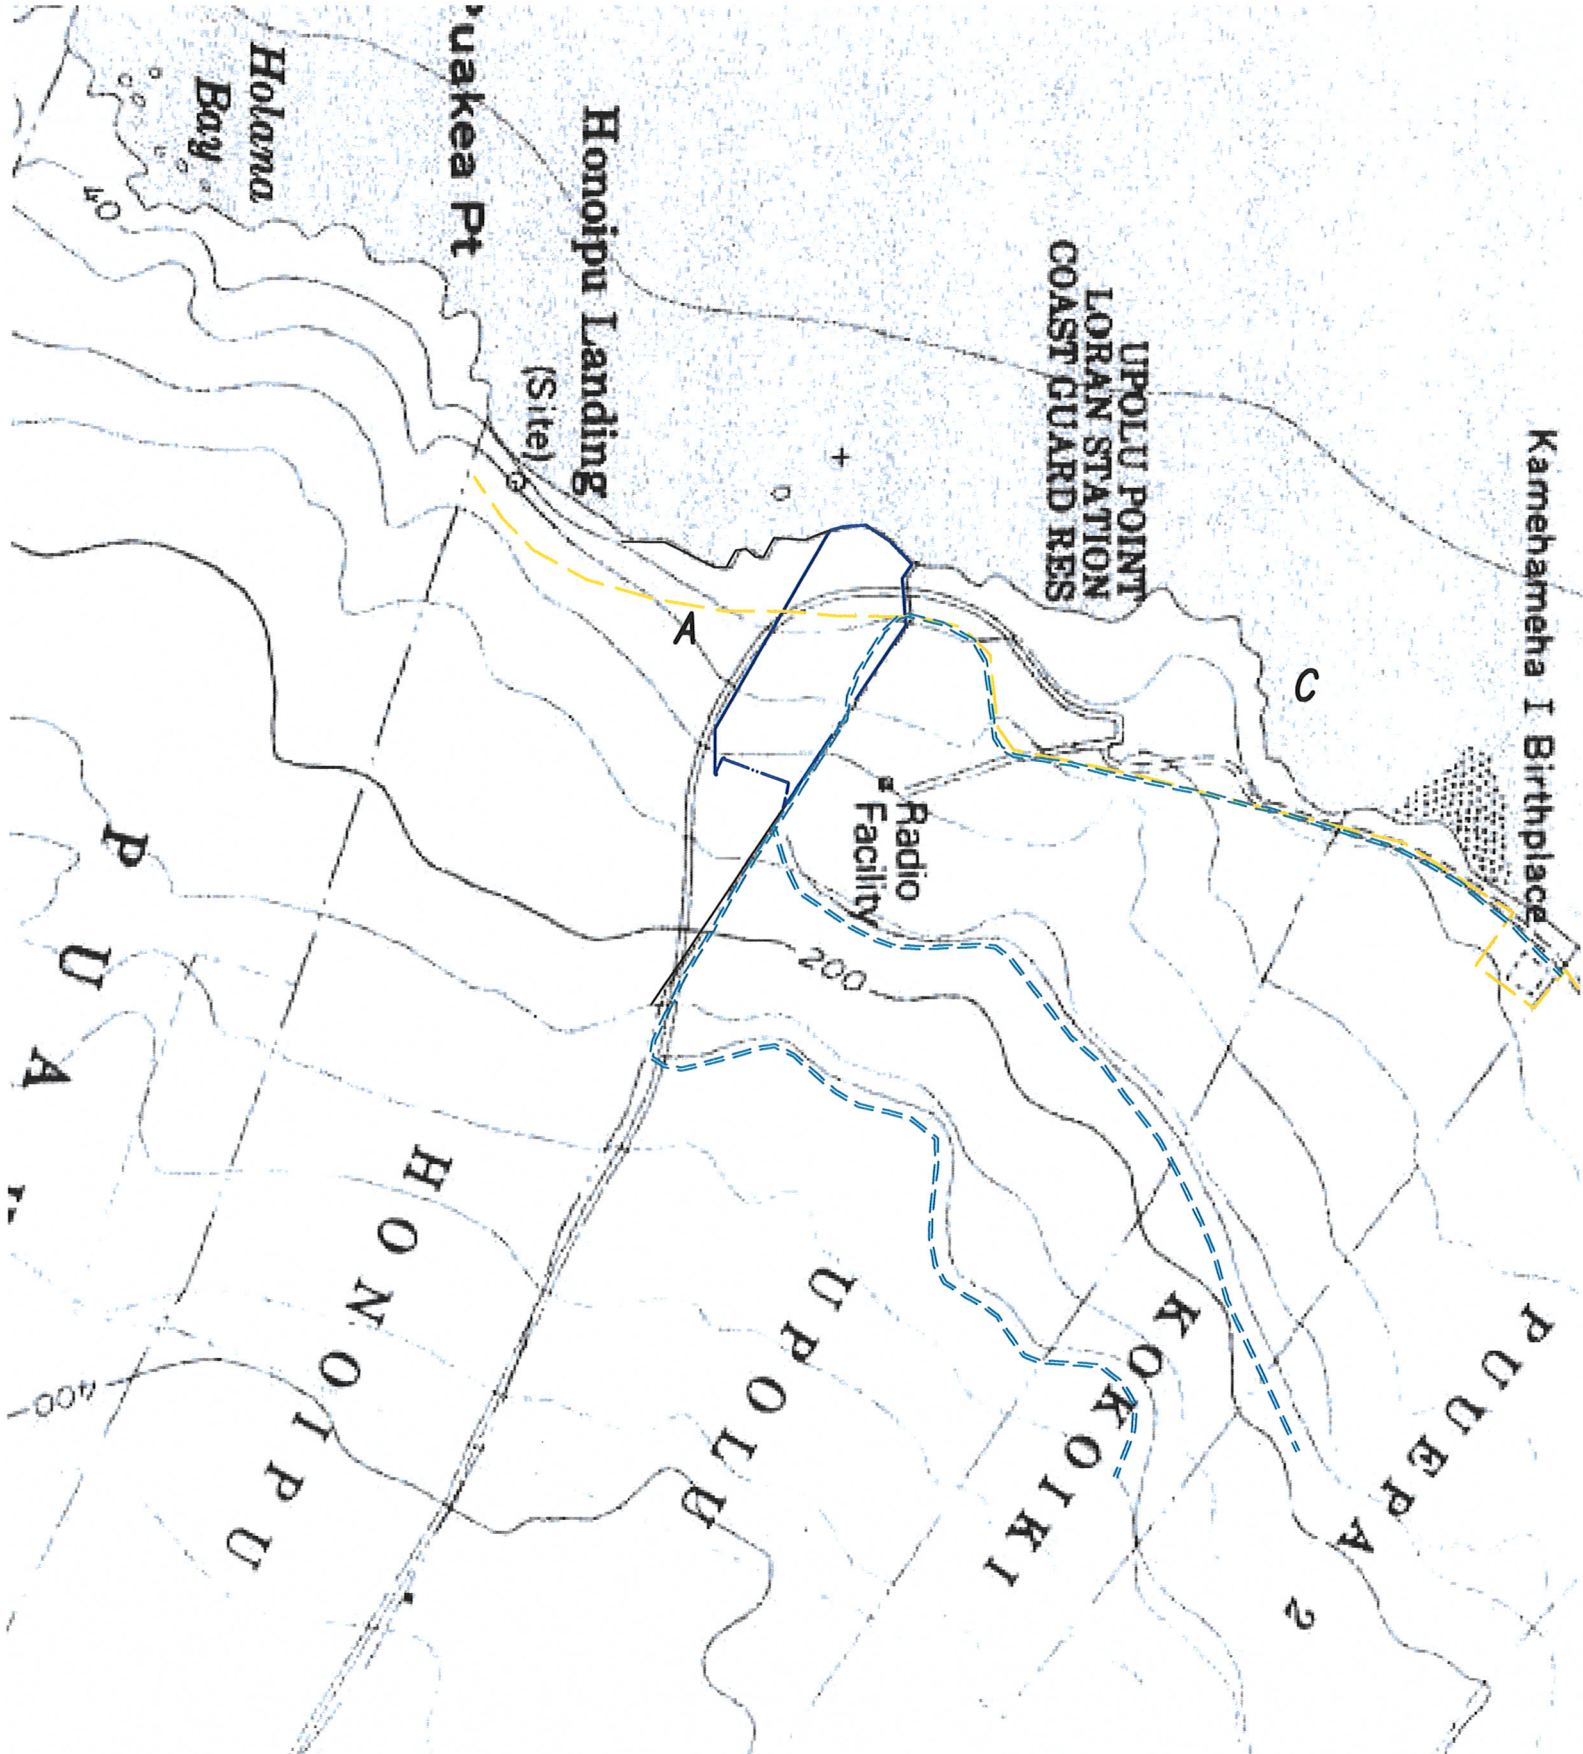 Holana
Bay
uakea Pt
Honoipu Landing
(Site)
UPOLU POINT
LORAN STATION
COAST GUARD RES
Kamehameha I Birthplace
40
A
C
Radio
Facility
200
400
PUA
HONOIPU
UPOLU
KOKOIKI
PUUEPA
2